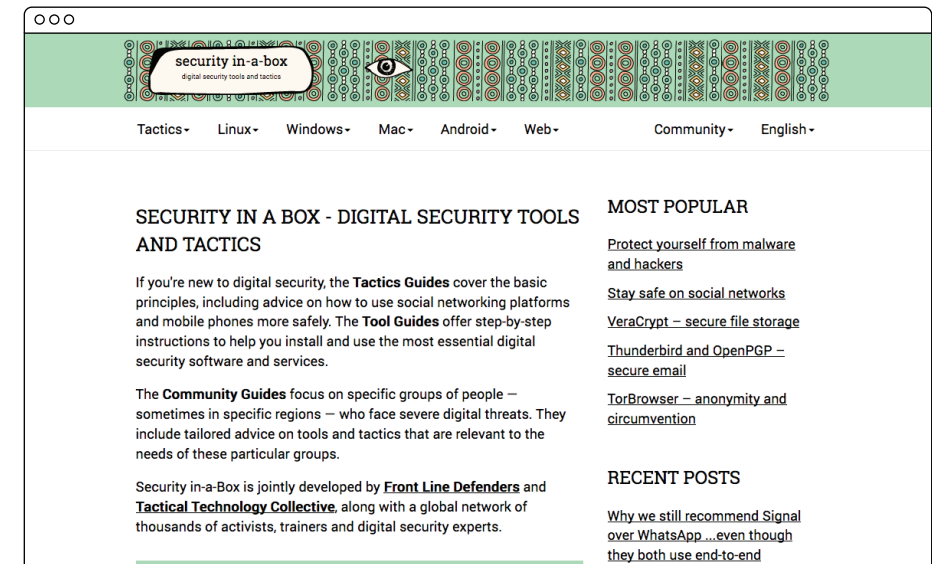 security in-a-box
digital security tools and tactics
Tactics Linux Windows Mac Android Web Community English
SECURITY IN A BOX - DIGITAL SECURITY TOOLS
AND TACTICS
If you're new to digital security, the Tactics Guides cover the basic
principles, including advice on how to use social networking platforms
and mobile phones more safely. The Tool Guides offer step-by-step
instructions to help you install and use the most essential digital
security software and services.
The Community Guides focus on specific groups of people —
sometimes in specific regions — who face severe digital threats. They
include tailored advice on tools and tactics that are relevant to the
needs of these particular groups.
Security in-a-Box is jointly developed by Front Line Defenders and
Tactical Technology Collective, along with a global network of
thousands of activists, trainers and digital security experts.
MOST POPULAR
Protect yourself from malware
and hackers
Stay safe on social networks
VeraCrypt – secure file storage
Thunderbird and OpenPGP –
secure email
TorBrowser – anonymity and
circumvention
RECENT POSTS
Why we still recommend Signal
over WhatsApp ...even though
they both use end-to-end